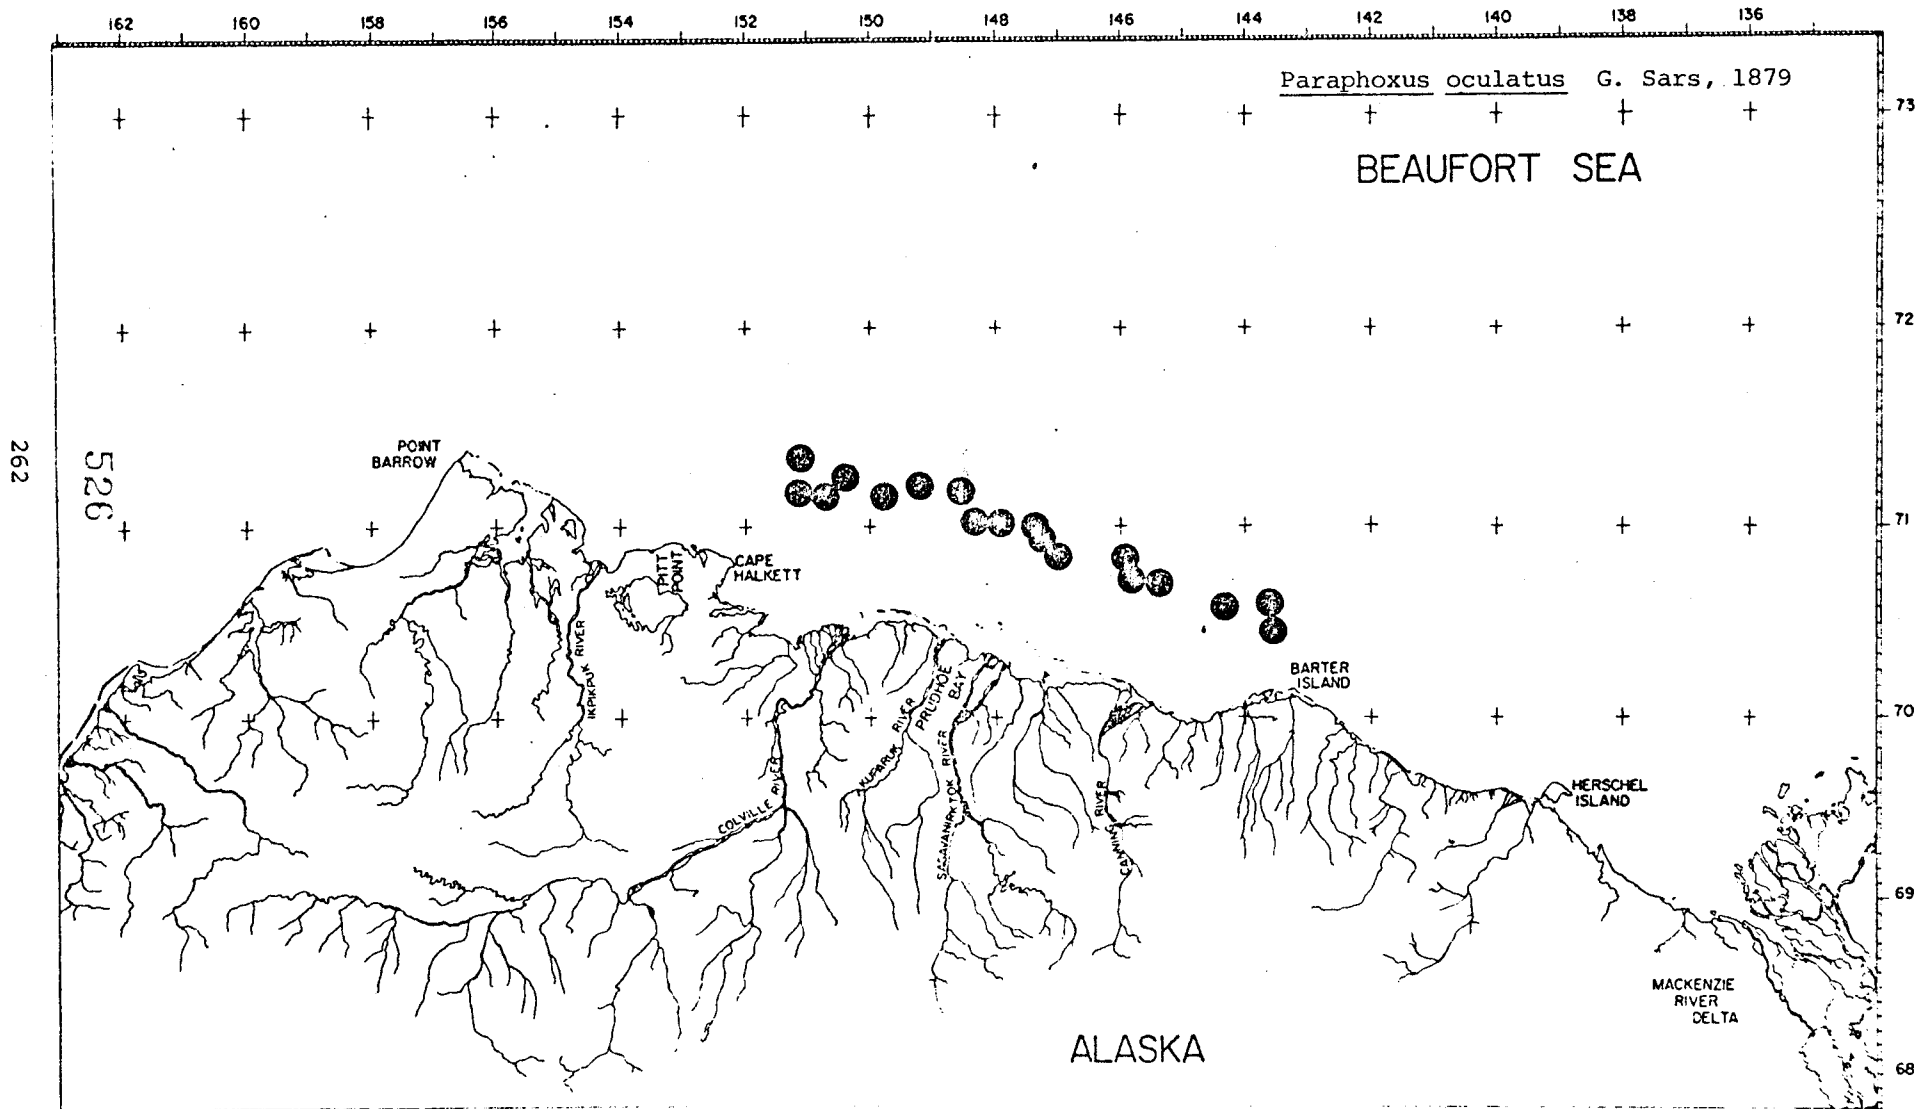 162 160 158 156 154 152 150 148 146 144 142 140 138 136
Paraphoxus oculatus G. Sars, 1879
73
BEAUFORT SEA
72
262
526
POINT
BARROW
71
PITT
POINT
CAPE
HALKETT
IKPIKPUK RIVER
BARTER
ISLAND
70
PRUDHOE
BAY
KUPARUK RIVER
COLVILLE RIVER
SAGAVANIRKTOK RIVER
CANNING RIVER
HERSCHEL
ISLAND
69
MACKENZIE
RIVER
DELTA
ALASKA
68